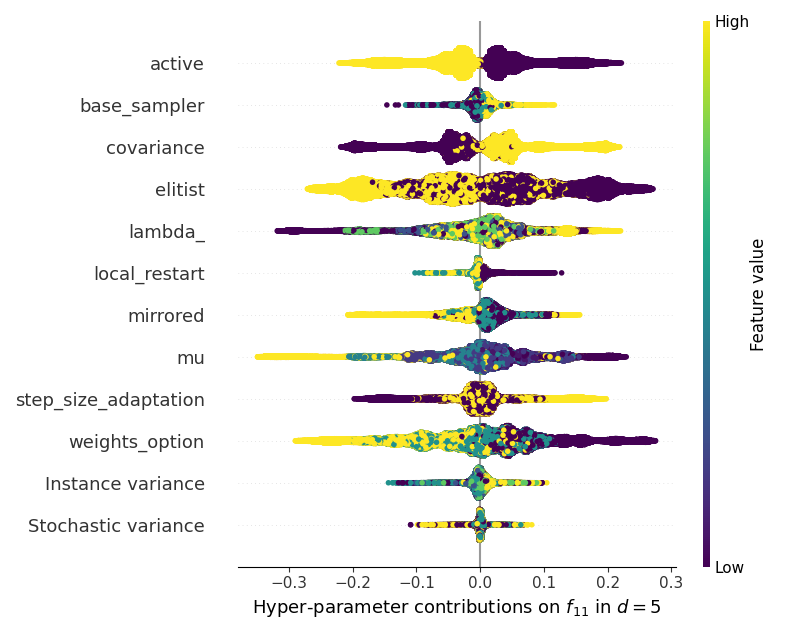 High
active
base_sampler
covariance
elitist
lambda_
local_restart
mirrored
mu
step_size_adaptation
weights_option
Instance variance
Stochastic variance
Feature value
Low
−0.3 −0.2 −0.1 0.0 0.1 0.2 0.3
Hyper-parameter contributions on f₁₁ in d = 5